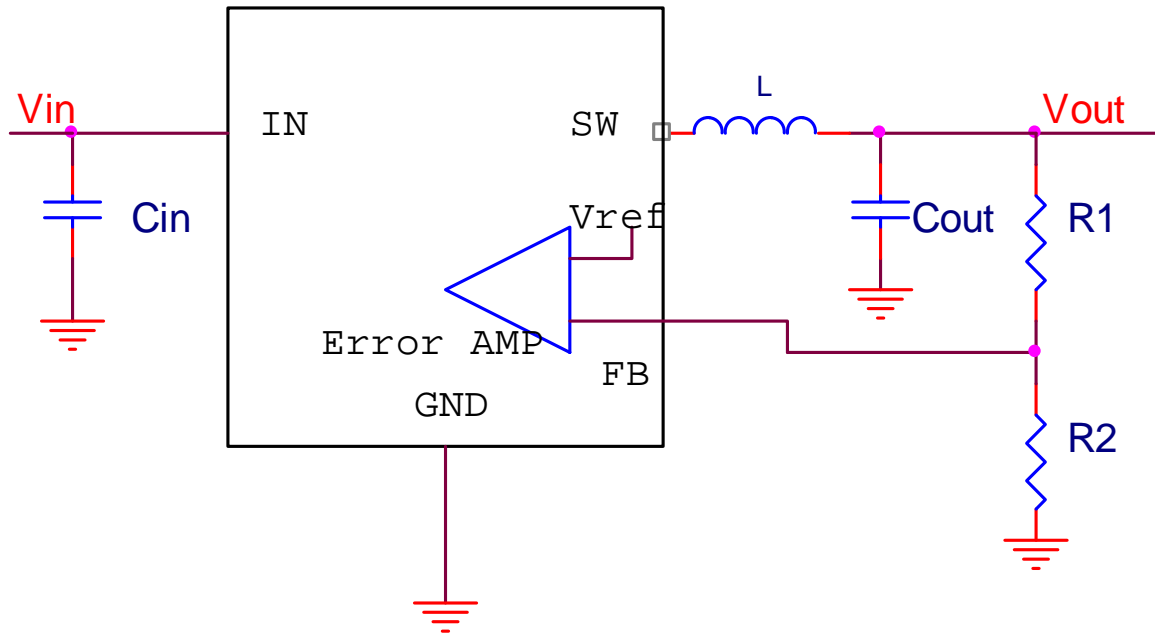 L
Vin
IN
SW
Vout
Cin
Vref
Cout
R1
Error AMP
FB
GND
R2